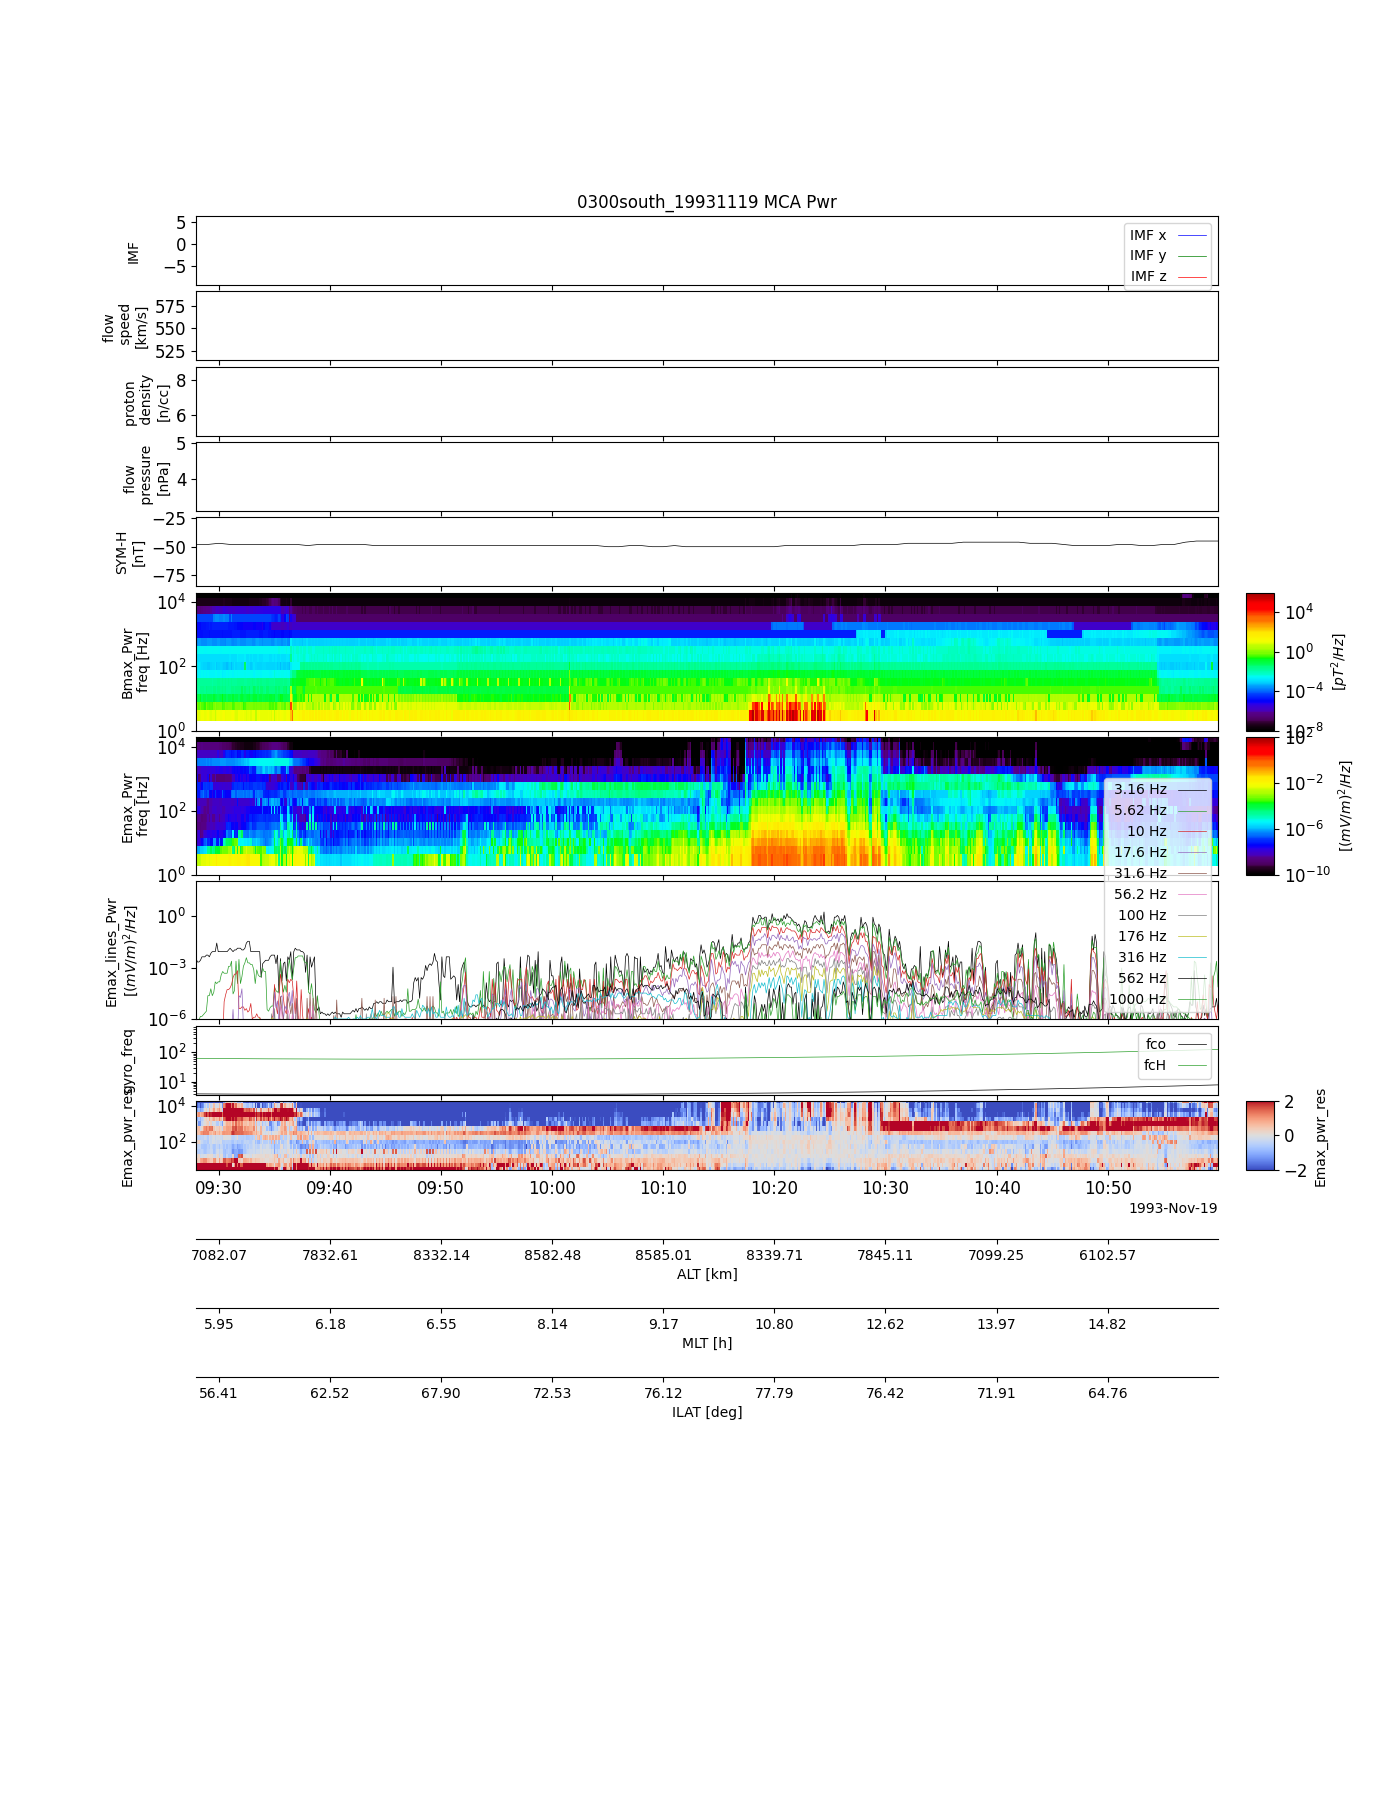 0300south_19931119 MCA Pwr
5
0
−5
IMF
IMF x
IMF y
IMF z
575
550
525
flow
speed
[km/s]
8
6
proton
density
[n/cc]
5
4
flow
pressure
[nPa]
−25
−50
−75
SYM-H
[nT]
10^4
10^2
10^0
Bmax_Pwr
freq [Hz]
10^4
10^0
10^−4
10^−8
[pT^2/Hz]
10^4
10^2
10^0
Emax_Pwr
freq [Hz]
10^2
10^−2
10^−6
10^−10
[(mV/m)^2/Hz]
3.16 Hz
5.62 Hz
10 Hz
17.6 Hz
31.6 Hz
56.2 Hz
100 Hz
176 Hz
316 Hz
562 Hz
1000 Hz
10^0
10^−3
10^−6
Emax_lines_Pwr
[(mV/m)^2/Hz]
10^2
10^1
gyro_freq
fco
fcH
10^4
10^2
Emax_pwr_res
2
0
−2
Emax_pwr_res
09:30 09:40 09:50 10:00 10:10 10:20 10:30 10:40 10:50
1993-Nov-19
7082.07 7832.61 8332.14 8582.48 8585.01 8339.71 7845.11 7099.25 6102.57
ALT [km]
5.95 6.18 6.55 8.14 9.17 10.80 12.62 13.97 14.82
MLT [h]
56.41 62.52 67.90 72.53 76.12 77.79 76.42 71.91 64.76
ILAT [deg]